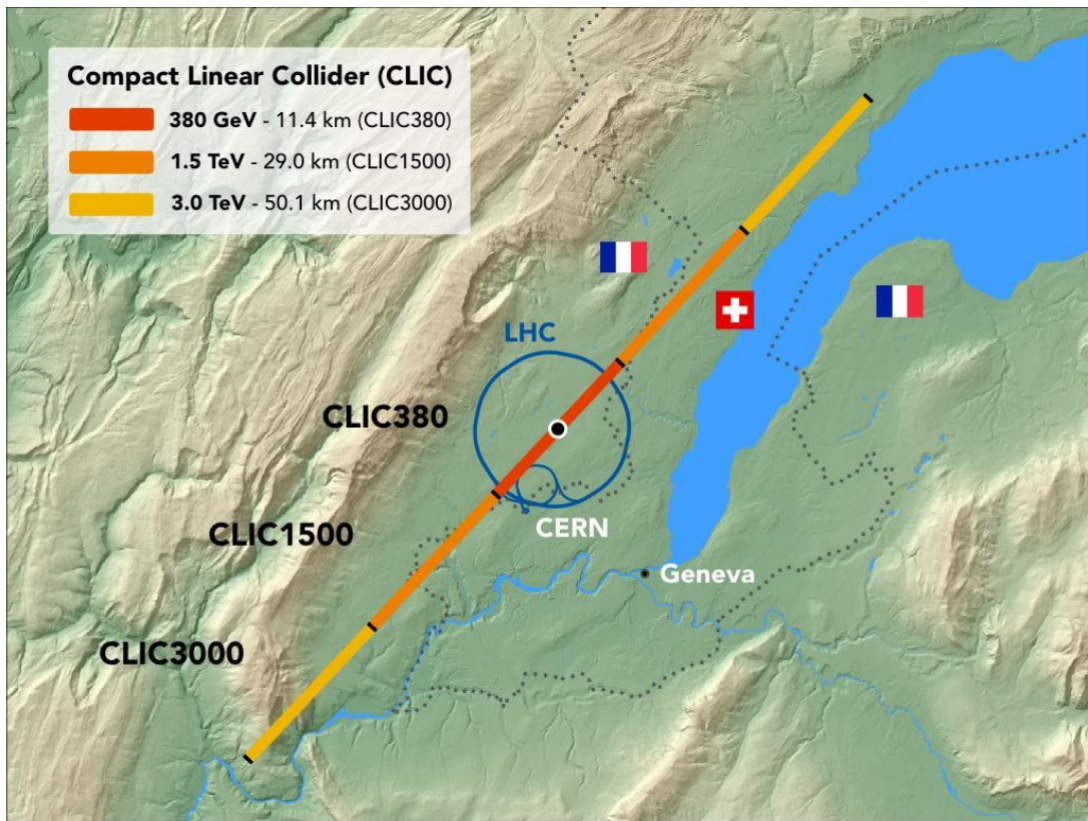 Compact Linear Collider (CLIC)
380 GeV - 11.4 km (CLIC380)
1.5 TeV - 29.0 km (CLIC1500)
3.0 TeV - 50.1 km (CLIC3000)
LHC
CLIC380
CLIC1500
CERN
Geneva
CLIC3000